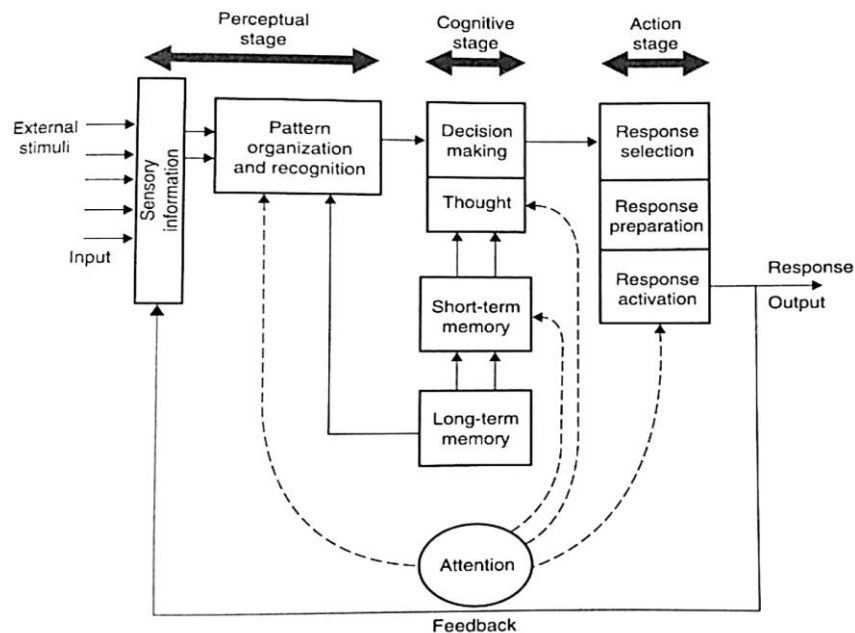 Perceptual
stage
Cognitive
stage
Action
stage
External
stimuli
Input
Sensory
information
Pattern
organization
and recognition
Decision
making
Thought
Short-term
memory
Long-term
memory
Response
selection
Response
preparation
Response
activation
Response
Output
Attention
Feedback